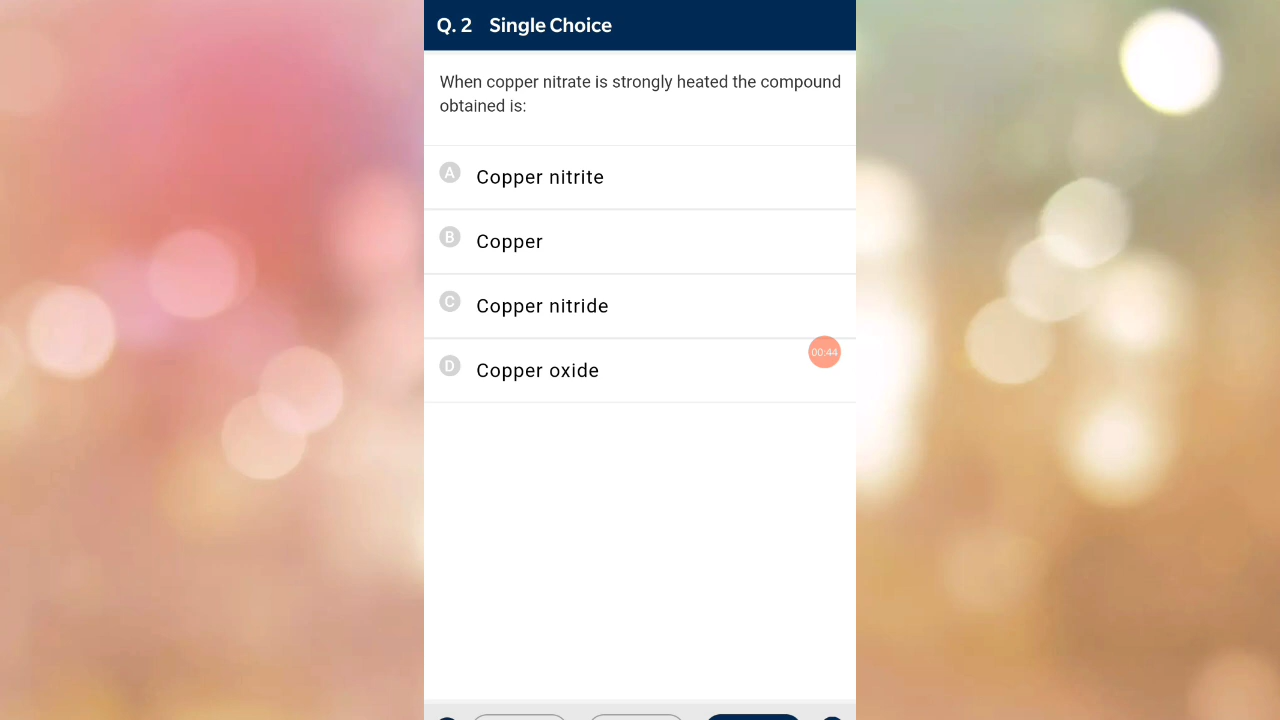 Q. 2 Single Choice
When copper nitrate is strongly heated the compound
obtained is:
A Copper nitrite
B Copper
C Copper nitride
00:44
D Copper oxide